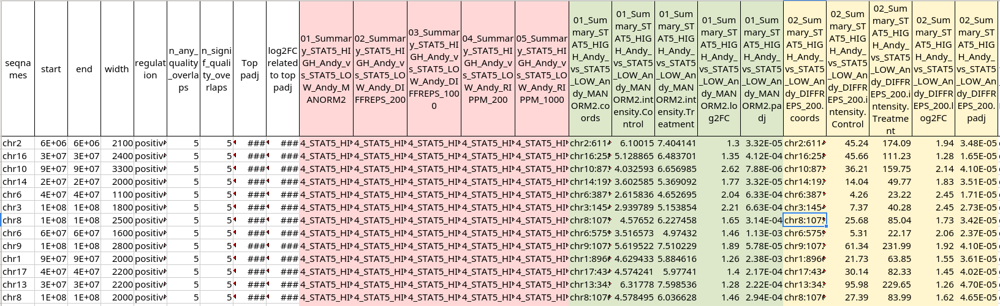 seqnames start end width regulation n_any_quality_overlaps n_signif_quality_overlaps Top padj log2FC related to top padj 01_Summary_STAT5_HIGH_Andy_vs_STAT5_LOW_Andy_MANORM2 02_Summary_STAT5_HIGH_Andy_vs_STAT5_LOW_Andy_DIFFREPS_200 03_Summary_STAT5_HIGH_Andy_vs_STAT5_LOW_Andy_DIFFREPS_1000 04_Summary_STAT5_HIGH_Andy_vs_STAT5_LOW_Andy_RIPPM_200 05_Summary_STAT5_HIGH_Andy_vs_STAT5_LOW_Andy_RIPPM_1000 01_Summary_STAT5_HIGH_Andy_vs_STAT5_LOW_Andy_MANORM2.coords 01_Summary_STAT5_HIGH_Andy_vs_STAT5_LOW_Andy_MANORM2.intensity.Control 01_Summary_STAT5_HIGH_Andy_vs_STAT5_LOW_Andy_MANORM2.intensity.Treatment 01_Summary_STAT5_HIGH_Andy_vs_STAT5_LOW_Andy_MANORM2.log2FC 01_Summary_STAT5_HIGH_Andy_vs_STAT5_LOW_Andy_MANORM2.padj 02_Summary_STAT5_HIGH_Andy_vs_STAT5_LOW_Andy_DIFFREPS_200.coords 02_Summary_STAT5_HIGH_Andy_vs_STAT5_LOW_Andy_DIFFREPS_200.intensity.Control 02_Summary_STAT5_HIGH_Andy_vs_STAT5_LOW_Andy_DIFFREPS_200.intensity.Treatment 02_Summary_STAT5_HIGH_Andy_vs_STAT5_LOW_Andy_DIFFREPS_200.log2FC 02_Summary_STAT5_HIGH_Andy_vs_STAT5_LOW_Andy_DIFFREPS_200.padj
chr2 6E+06 6E+06 2100 positiv 5 5 ### ### 4_STAT5_HI 4_STAT5_HI 4_STAT5_HI 4_STAT5_HI 4_STAT5_HI chr2:611 6.10015 7.404141 1.3 3.32E-05 chr2:611 45.24 174.09 1.94 3.48E-05
chr16 3E+07 3E+07 2400 positiv 5 5 ### ### 4_STAT5_HI 4_STAT5_HI 4_STAT5_HI 4_STAT5_HI 4_STAT5_HI chr16:25 5.128865 6.483701 1.35 4.12E-04 chr16:25 45.66 111.23 1.28 1.65E-05
chr10 9E+07 9E+07 3300 positiv 5 5 ### ### 4_STAT5_HI 4_STAT5_HI 4_STAT5_HI 4_STAT5_HI 4_STAT5_HI chr10:87 4.032593 6.656985 2.62 7.88E-06 chr10:87 36.21 159.75 2.14 4.10E-05
chr14 2E+07 2E+07 2000 positiv 5 5 ### ### 4_STAT5_HI 4_STAT5_HI 4_STAT5_HI 4_STAT5_HI 4_STAT5_HI chr14:19 3.602585 5.369092 1.77 3.32E-05 chr14:19 14.04 49.77 1.83 3.51E-05
chr6 4E+07 4E+07 1100 positiv 5 5 ### ### 4_STAT5_HI 4_STAT5_HI 4_STAT5_HI 4_STAT5_HI 4_STAT5_HI chr6:387 2.615836 4.652695 2.04 6.33E-04 chr6:387 4.26 23.22 2.45 1.71E-05
chr3 1E+08 1E+08 1800 positiv 5 5 ### ### 4_STAT5_HI 4_STAT5_HI 4_STAT5_HI 4_STAT5_HI 4_STAT5_HI chr3:145 2.939789 5.153854 2.21 6.63E-04 chr3:145 7.37 40.28 2.45 2.73E-05
chr8 1E+08 1E+08 2500 positiv 5 5 ### ### 4_STAT5_HI 4_STAT5_HI 4_STAT5_HI 4_STAT5_HI 4_STAT5_HI chr8:107 4.57652 6.227458 1.65 3.14E-04 chr8:107 25.68 85.04 1.73 3.42E-05
chr6 6E+07 6E+07 1600 positiv 5 5 ### ### 4_STAT5_HI 4_STAT5_HI 4_STAT5_HI 4_STAT5_HI 4_STAT5_HI chr6:575 3.516573 4.97432 1.46 1.13E-03 chr6:575 5.31 22.17 2.06 2.37E-05
chr9 1E+08 1E+08 2800 positiv 5 5 ### ### 4_STAT5_HI 4_STAT5_HI 4_STAT5_HI 4_STAT5_HI 4_STAT5_HI chr9:107 5.619522 7.510229 1.89 5.78E-05 chr9:107 61.34 231.99 1.92 4.10E-05
chr1 9E+07 9E+07 2000 positiv 5 5 ### ### 4_STAT5_HI 4_STAT5_HI 4_STAT5_HI 4_STAT5_HI 4_STAT5_HI chr1:896 4.629433 5.884616 1.26 2.38E-03 chr1:896 21.73 63.85 1.55 3.61E-05
chr17 4E+07 4E+07 2200 positiv 5 5 ### ### 4_STAT5_HI 4_STAT5_HI 4_STAT5_HI 4_STAT5_HI 4_STAT5_HI chr17:43 4.574241 5.97741 1.4 2.17E-04 chr17:43 30.14 82.33 1.45 4.02E-05
chr13 3E+07 3E+07 2200 positiv 5 5 ### ### 4_STAT5_HI 4_STAT5_HI 4_STAT5_HI 4_STAT5_HI 4_STAT5_HI chr13:34 6.31778 7.598536 1.28 2.22E-04 chr13:34 95.98 229.65 1.26 4.70E-05
chr8 1E+08 1E+08 2000 positiv 5 5 ### ### 4_STAT5_HI 4_STAT5_HI 4_STAT5_HI 4_STAT5_HI 4_STAT5_HI chr8:107 4.578495 6.036628 1.46 2.94E-04 chr8:107 27.39 83.99 1.62 4.65E-05